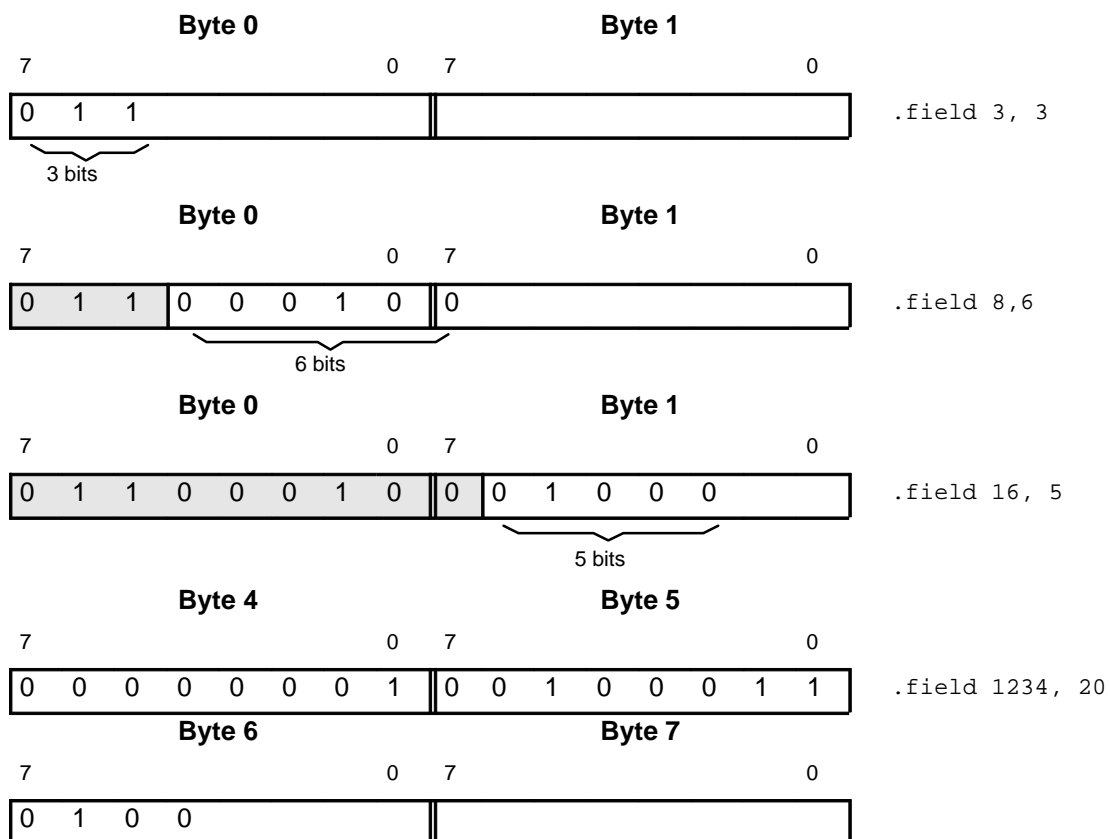 Byte 0 Byte 1
7 0 7 0
0 1 1 .field 3, 3
3 bits
Byte 0 Byte 1
7 0 7 0
0 1 1 0 0 0 1 0 0 .field 8,6
6 bits
Byte 0 Byte 1
7 0 7 0
0 1 1 0 0 0 1 0 0 0 1 0 0 0 .field 16, 5
5 bits
Byte 4 Byte 5
7 0 7 0
0 0 0 0 0 0 0 1 0 0 1 0 0 0 1 1 .field 1234, 20
Byte 6 Byte 7
7 0 7 0
0 1 0 0